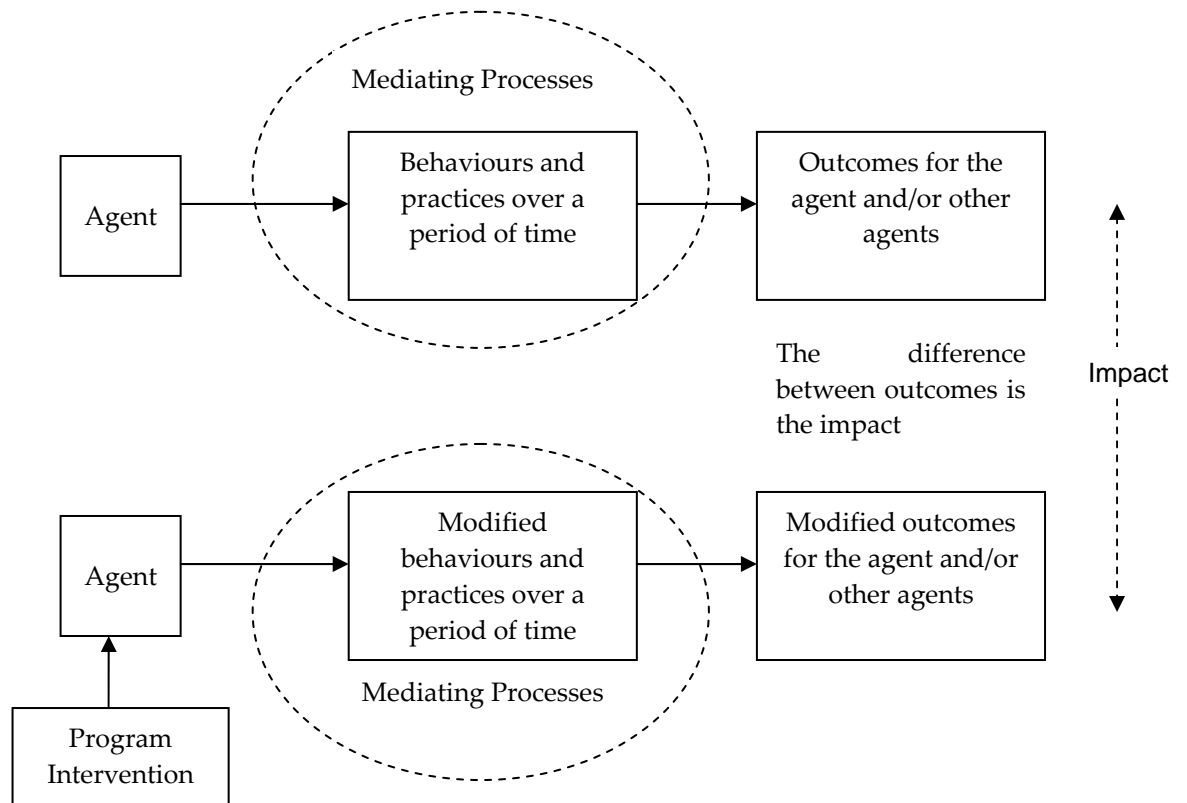 Mediating Processes
Agent
Behaviours and
practices over a
period of time
Outcomes for the
agent and/or other
agents
The difference
between outcomes is
the impact
Impact
Agent
Modified
behaviours and
practices over a
period of time
Modified outcomes
for the agent and/or
other agents
Mediating Processes
Program
Intervention